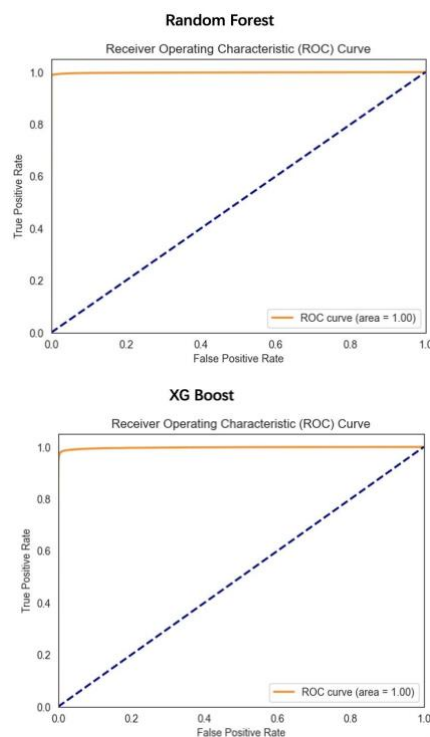 Random Forest
Receiver Operating Characteristic (ROC) Curve
1.0
0.8
0.6
0.4
0.2
0.0
True Positive Rate
ROC curve (area = 1.00)
0.0 0.2 0.4 0.6 0.8 1.0
False Positive Rate
XG Boost
Receiver Operating Characteristic (ROC) Curve
1.0
0.8
0.6
0.4
0.2
0.0
True Positive Rate
ROC curve (area = 1.00)
0.0 0.2 0.4 0.6 0.8 1.0
False Positive Rate